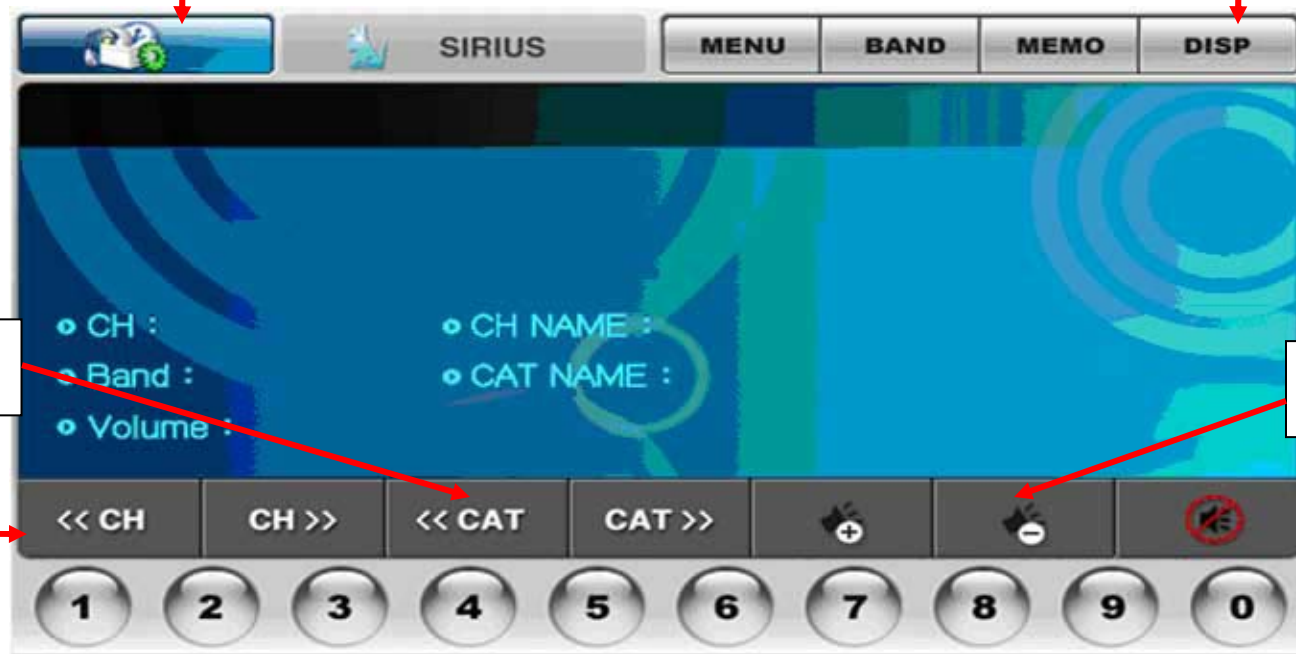 SIRIUS MENU BAND MEMO DISP
CH : CH NAME :
Band : CAT NAME :
Volume :
<< CH CH >> << CAT CAT >>
1 2 3 4 5 6 7 8 9 0